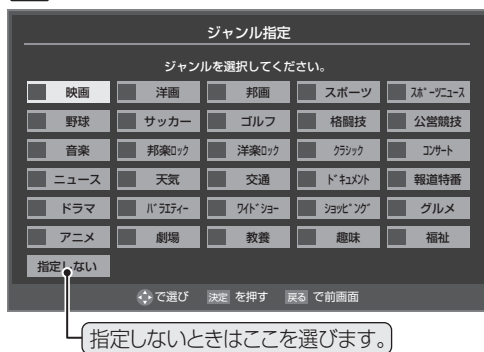 ジャンル指定
ジャンルを選択してください。
映画 洋画 邦画 スポーツ スポーツニュース
野球 サッカー ゴルフ 格闘技 公営競技
音楽 邦楽ロック 洋楽ロック クラシック コンサート
ニュース 天気 交通 ドキュメント 報道特番
ドラマ バラエティー ワイドショー ショッピング グルメ
アニメ 劇場 教養 趣味 福祉
指定しない
で選び 決定 を押す 戻る で前画面
指定しないときはここを選びます。